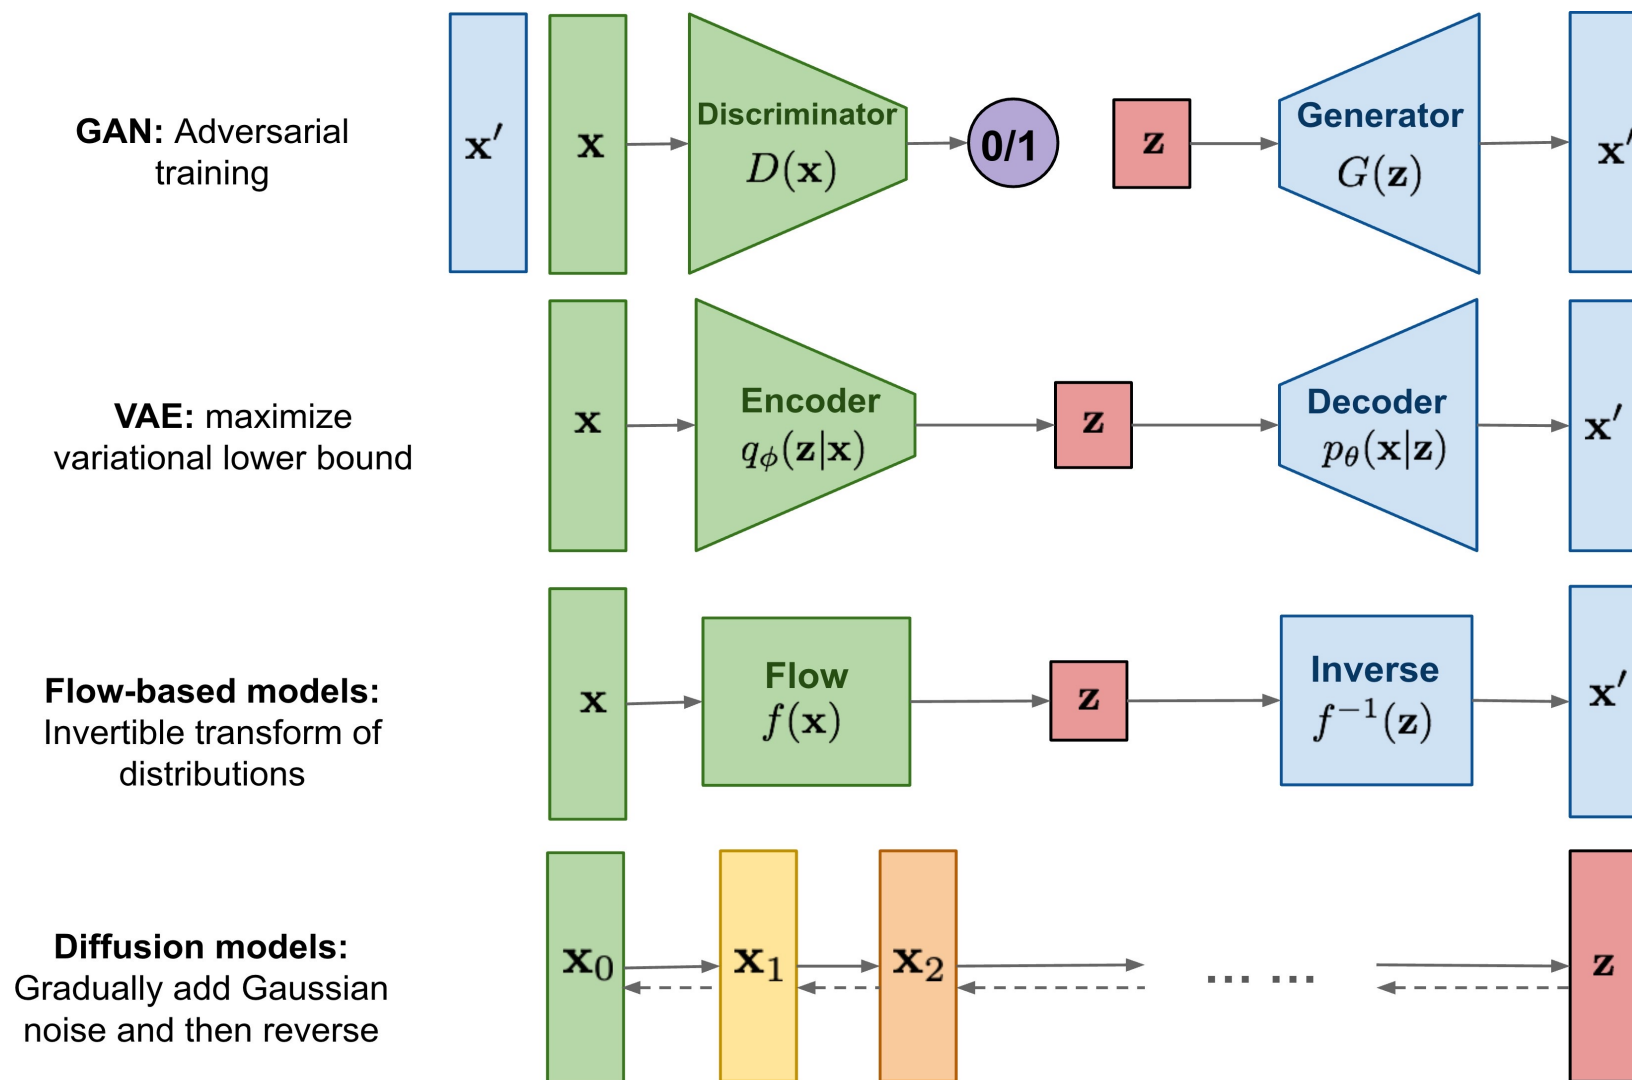 GAN: Adversarial
training
x′
x
Discriminator
D(x)
0/1
z
Generator
G(z)
x′
VAE: maximize
variational lower bound
x
Encoder
qϕ(z|x)
z
Decoder
pθ(x|z)
x′
Flow-based models:
Invertible transform of
distributions
x
Flow
f(x)
z
Inverse
f⁻¹(z)
x′
Diffusion models:
Gradually add Gaussian
noise and then reverse
x₀
x₁
x₂
... ...
z